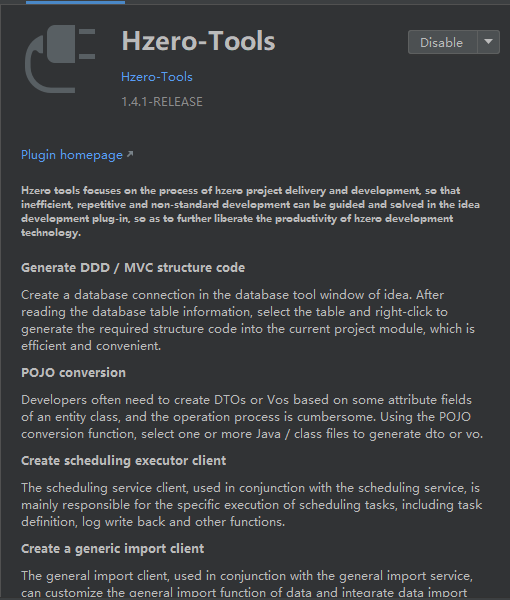 Hzero-Tools
Disable
Hzero-Tools
1.4.1-RELEASE
Plugin homepage
Hzero tools focuses on the process of hzero project delivery and development, so that
inefficient, repetitive and non-standard development can be guided and solved in the idea
development plug-in, so as to further liberate the productivity of hzero development
technology.
Generate DDD / MVC structure code
Create a database connection in the database tool window of idea. After
reading the database table information, select the table and right-click to
generate the required structure code into the current project module, which is
efficient and convenient.
POJO conversion
Developers often need to create DTOs or Vos based on some attribute fields
of an entity class, and the operation process is cumbersome. Using the POJO
conversion function, select one or more Java / class files to generate dto or vo.
Create scheduling executor client
The scheduling service client, used in conjunction with the scheduling service, is
mainly responsible for the specific execution of scheduling tasks, including task
definition, log write back and other functions.
Create a generic import client
The general import client, used in conjunction with the general import service,
can customize the general import function of data and integrate data import